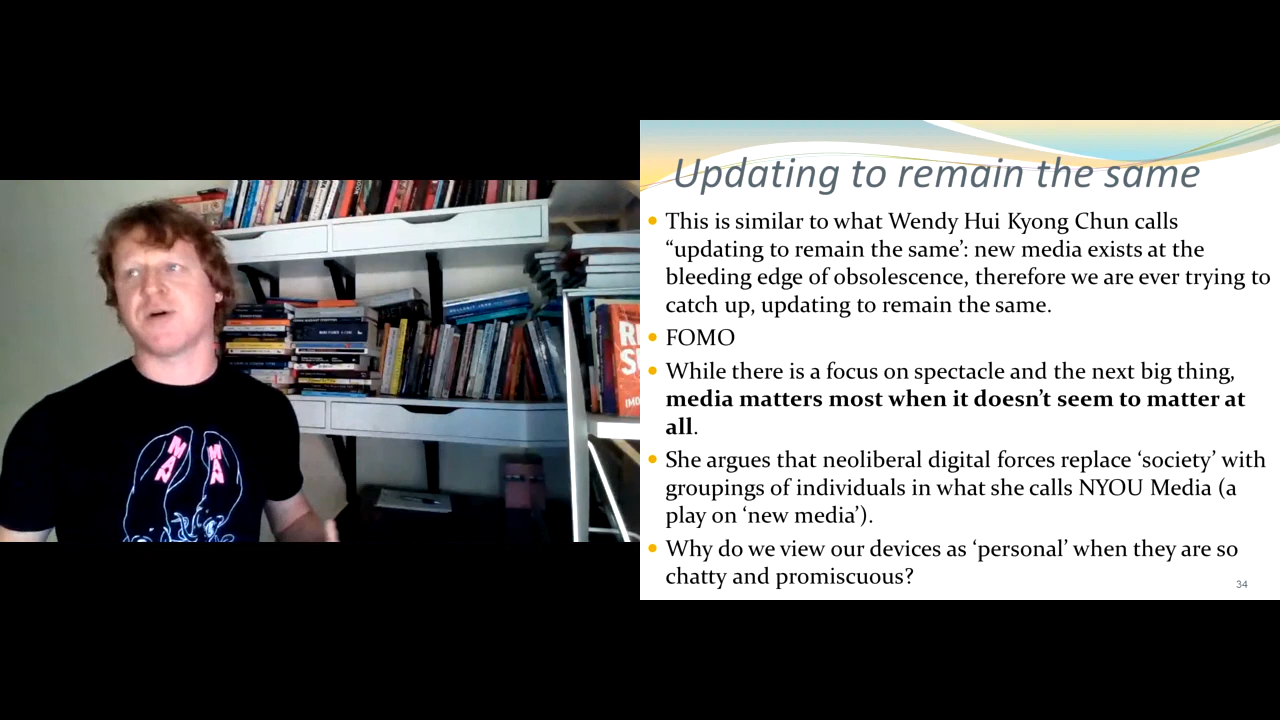 Updating to remain the same
This is similar to what Wendy Hui Kyong Chun calls
“updating to remain the same’: new media exists at the
bleeding edge of obsolescence, therefore we are ever trying to
catch up, updating to remain the same.
FOMO
While there is a focus on spectacle and the next big thing,
media matters most when it doesn’t seem to matter at
all.
She argues that neoliberal digital forces replace ‘society’ with
groupings of individuals in what she calls NYOU Media (a
play on ‘new media’).
Why do we view our devices as ‘personal’ when they are so
chatty and promiscuous?
34
MAN
MAN